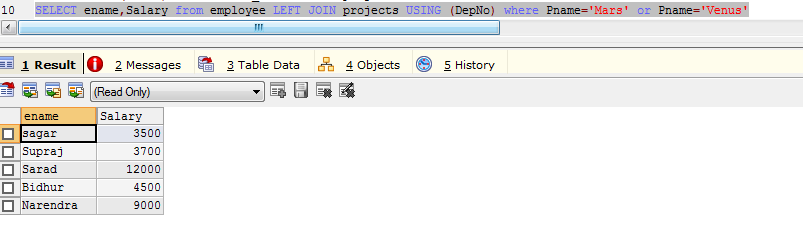 10 SELECT ename,Salary from employee LEFT JOIN projects USING (DepNo) where Pname='Mars' or Pname='Venus'
1 Result 2 Messages 3 Table Data 4 Objects 5 History
(Read Only)
ename Salary
sagar 3500
Supraj 3700
Sarad 12000
Bidhur 4500
Narendra 9000